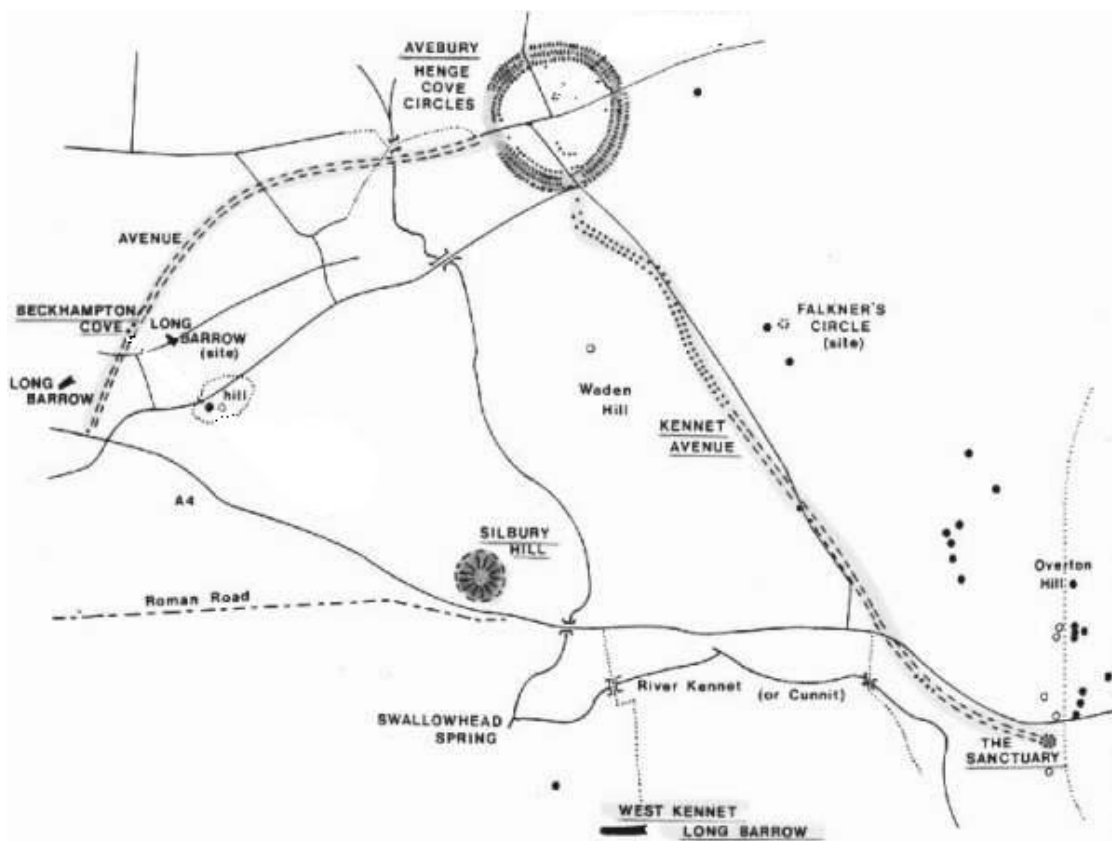 AVEBURY
HENGE
COVE
CIRCLES
AVENUE
BECKHAMPTON
COVE
LONG
BARROW
(site)
LONG
BARROW
hill
FALKNER'S
CIRCLE
(site)
Waden
Hill
KENNET
AVENUE
A4
SILBURY
HILL
Overton
Hill
Roman Road
River Kennet
(or Cunnit)
SWALLOWHEAD
SPRING
THE
SANCTUARY
WEST KENNET
LONG BARROW